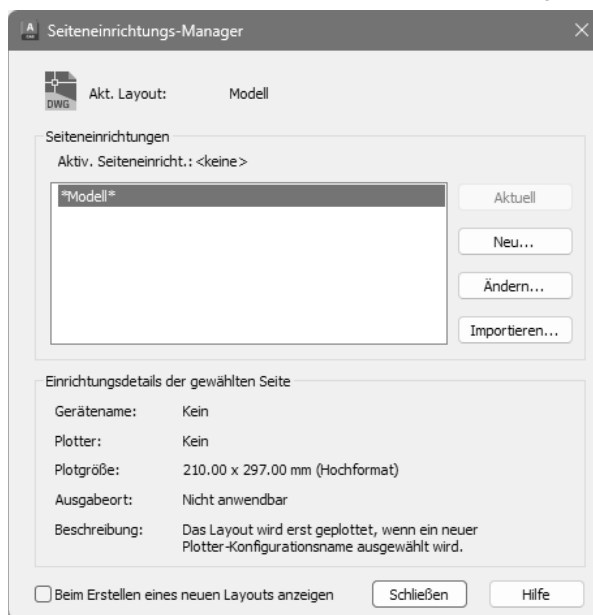 Seiteneinrichtungs-Manager
DWG
Akt. Layout: Modell
Seiteneinrichtungen
Aktiv. Seiteneinricht.: <keine>
*Modell*
Aktuell
Neu...
Ändern...
Importieren...
Einrichtungsdetails der gewählten Seite
Gerätename: Kein
Plotter: Kein
Plotgröße: 210.00 x 297.00 mm (Hochformat)
Ausgabeort: Nicht anwendbar
Beschreibung: Das Layout wird erst geplottet, wenn ein neuer
Plotter-Konfigurationsname ausgewählt wird.
Beim Erstellen eines neuen Layouts anzeigen Schließen Hilfe